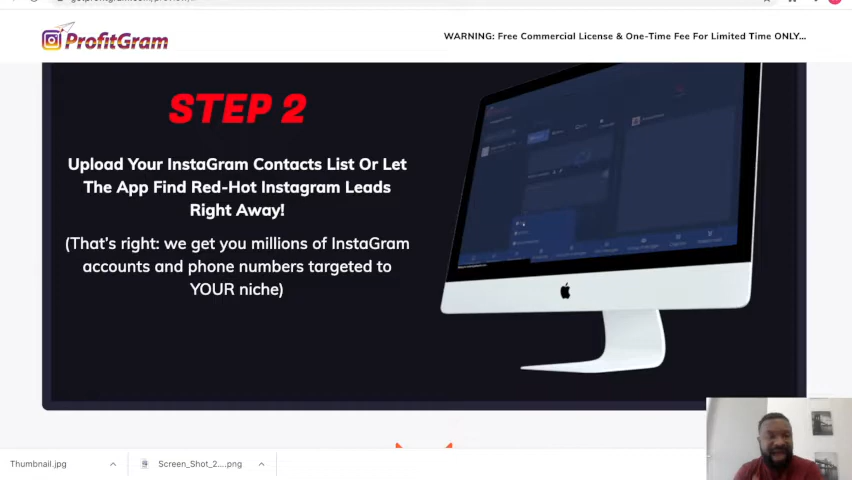 ProfitGram
WARNING: Free Commercial License & One-Time Fee For Limited Time ONLY...
STEP 2
Upload Your InstaGram Contacts List Or Let
The App Find Red-Hot Instagram Leads
Right Away!
(That's right: we get you millions of InstaGram
accounts and phone numbers targeted to
YOUR niche)
Thumbnail.jpg
Screen_Shot_2....png